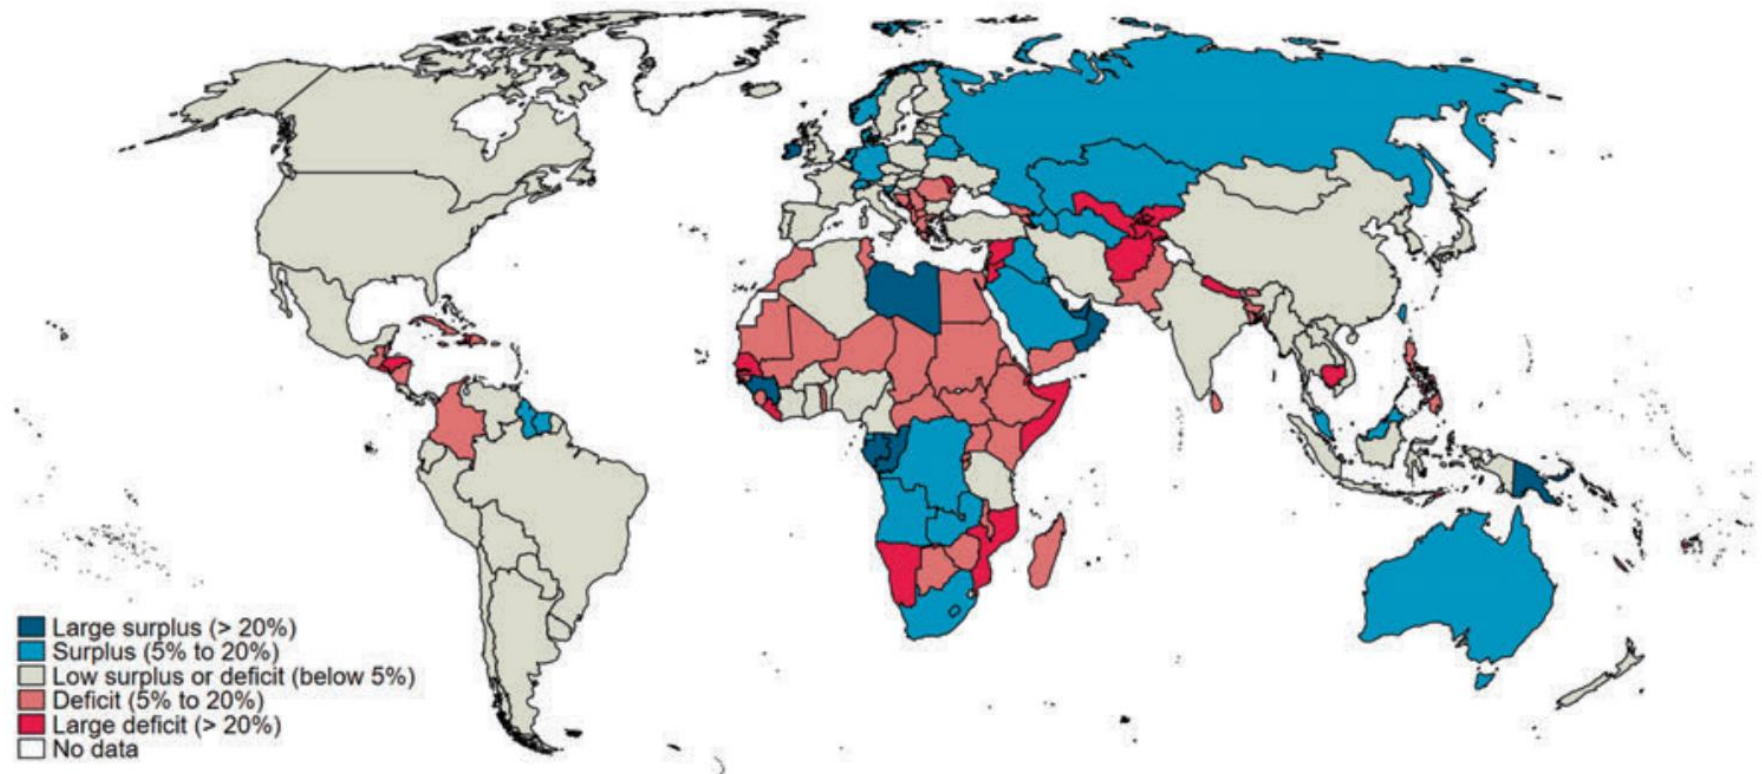 Large surplus (> 20%)
Surplus (5% to 20%)
Low surplus or deficit (below 5%)
Deficit (5% to 20%)
Large deficit (> 20%)
No data